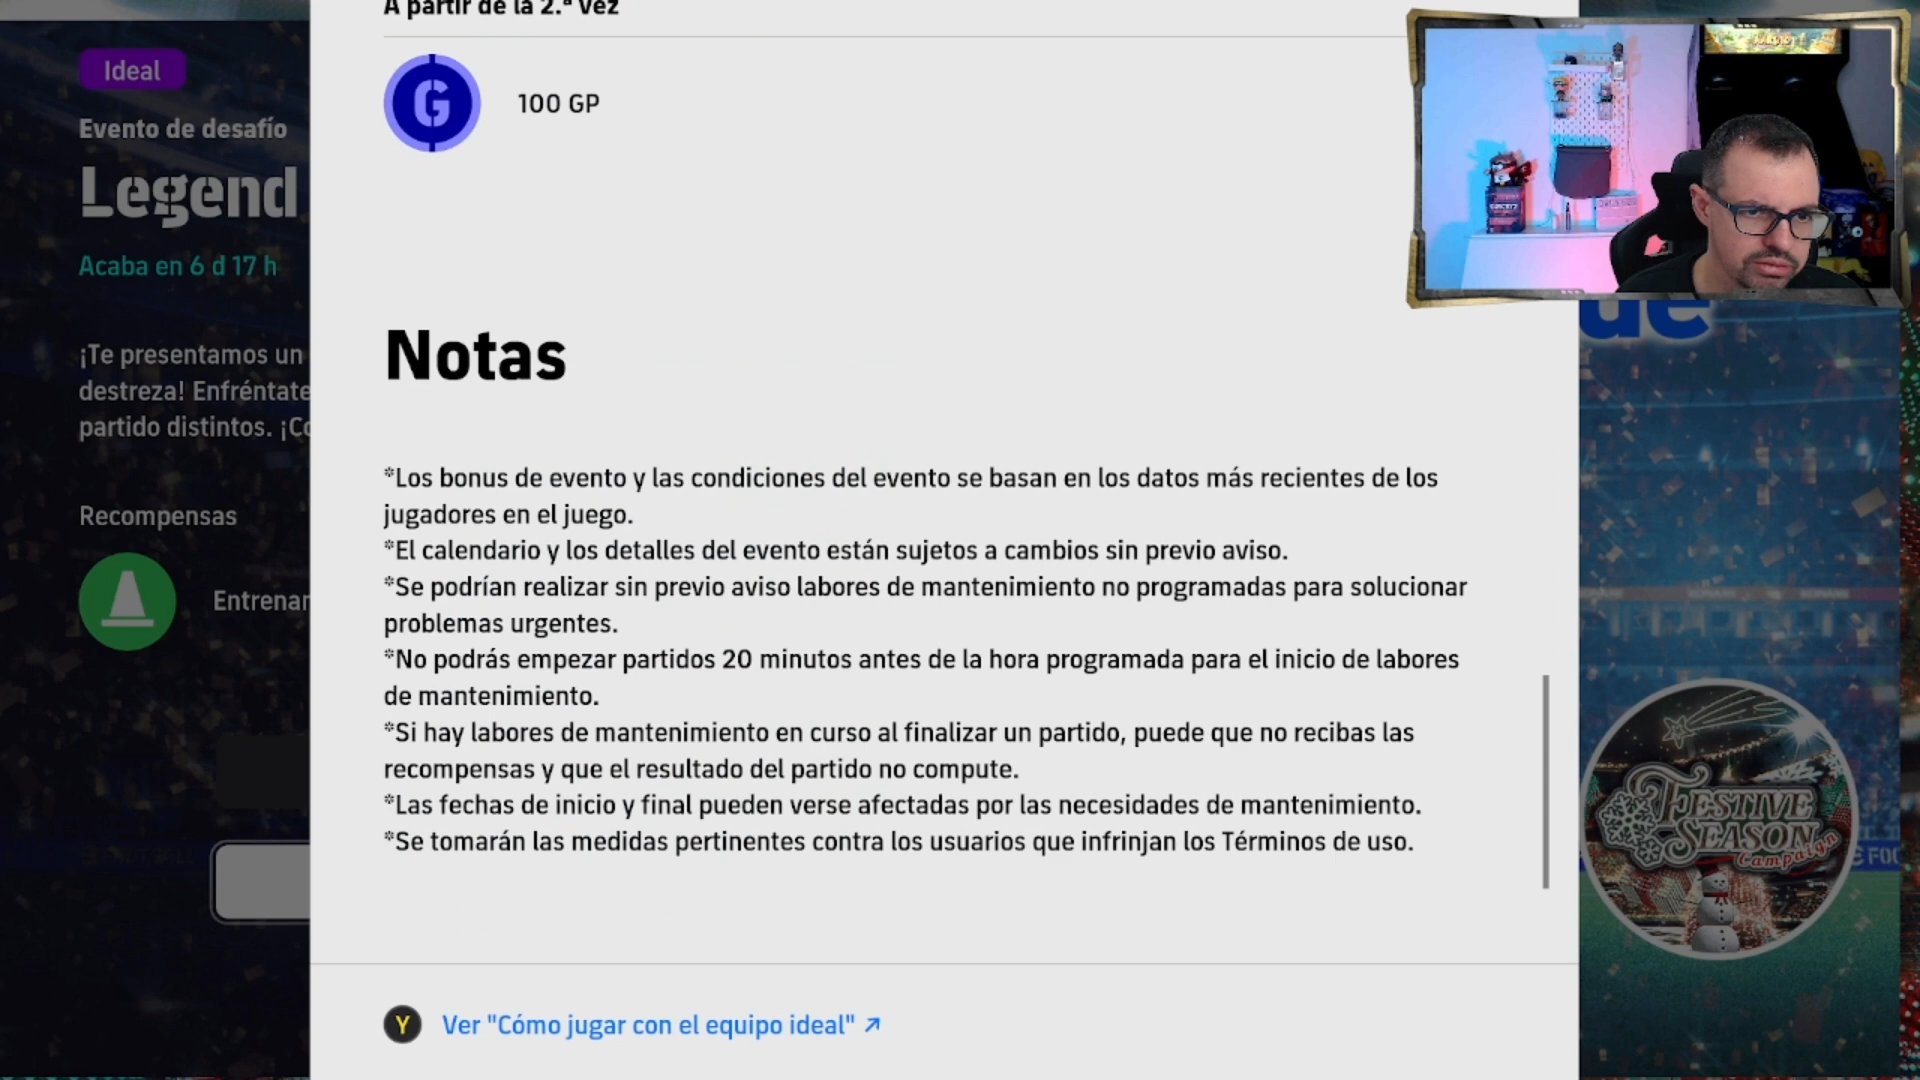 A partir de la 2.ª vez
G
100 GP
Ideal
Evento de desafío
Legend
Acaba en 6 d 17 h
¡Te presentamos un
destreza! Enfréntate
partido distintos. ¡Co
Recompensas
Entrenar
Notas
*Los bonus de evento y las condiciones del evento se basan en los datos más recientes de los
jugadores en el juego.
*El calendario y los detalles del evento están sujetos a cambios sin previo aviso.
*Se podrían realizar sin previo aviso labores de mantenimiento no programadas para solucionar
problemas urgentes.
*No podrás empezar partidos 20 minutos antes de la hora programada para el inicio de labores
de mantenimiento.
*Si hay labores de mantenimiento en curso al finalizar un partido, puede que no recibas las
recompensas y que el resultado del partido no compute.
*Las fechas de inicio y final pueden verse afectadas por las necesidades de mantenimiento.
*Se tomarán las medidas pertinentes contra los usuarios que infrinjan los Términos de uso.
Y Ver "Cómo jugar con el equipo ideal"
ue
FESTIVE
SEASON
Campaign
E FOO